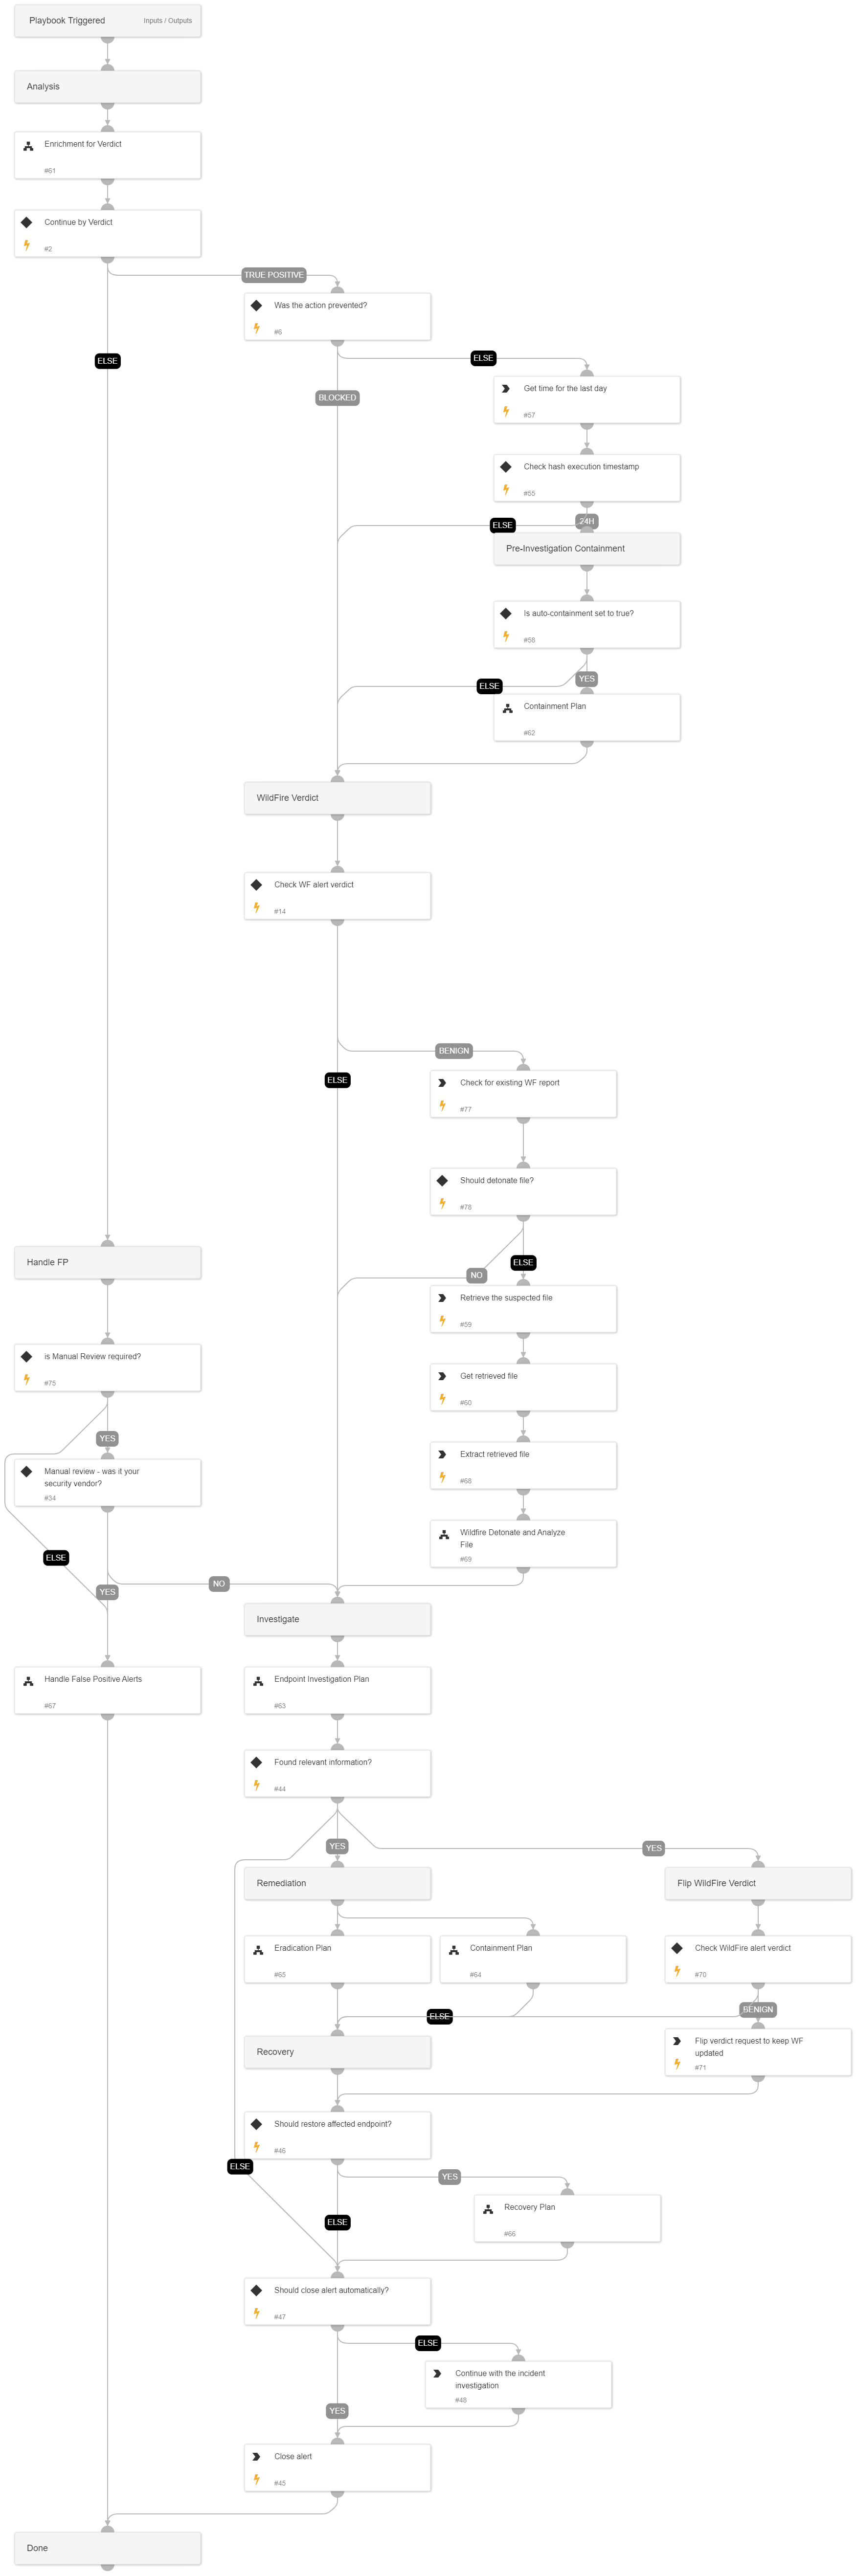 Playbook Triggered
Inputs / Outputs
Analysis
Enrichment for Verdict
#61
Continue by Verdict
#2
TRUE POSITIVE
Was the action prevented?
#6
ELSE
ELSE
Get time for the last day
#57
BLOCKED
Check hash execution timestamp
#55
ELSE
24H
Pre-Investigation Containment
Is auto-containment set to true?
#58
ELSE
YES
Containment Plan
#62
WildFire Verdict
Check WF alert verdict
#14
BENIGN
ELSE
Check for existing WF report
#77
Should detonate file?
#78
Handle FP
ELSE
NO
Retrieve the suspected file
#59
is Manual Review required?
#75
Get retrieved file
#60
YES
Extract retrieved file
#68
Manual review - was it your
security vendor?
#34
Wildfire Detonate and Analyze
File
#69
ELSE
NO
YES
Investigate
Handle False Positive Alerts
#67
Endpoint Investigation Plan
#63
Found relevant information?
#44
YES
YES
Remediation
Flip WildFire Verdict
Eradication Plan
#65
Containment Plan
#64
Check WildFire alert verdict
#70
ELSE
BENIGN
Recovery
Flip verdict request to keep WF
updated
#71
Should restore affected endpoint?
#46
ELSE
YES
Recovery Plan
#66
ELSE
Should close alert automatically?
#47
ELSE
Continue with the incident
investigation
#48
YES
Close alert
#45
Done